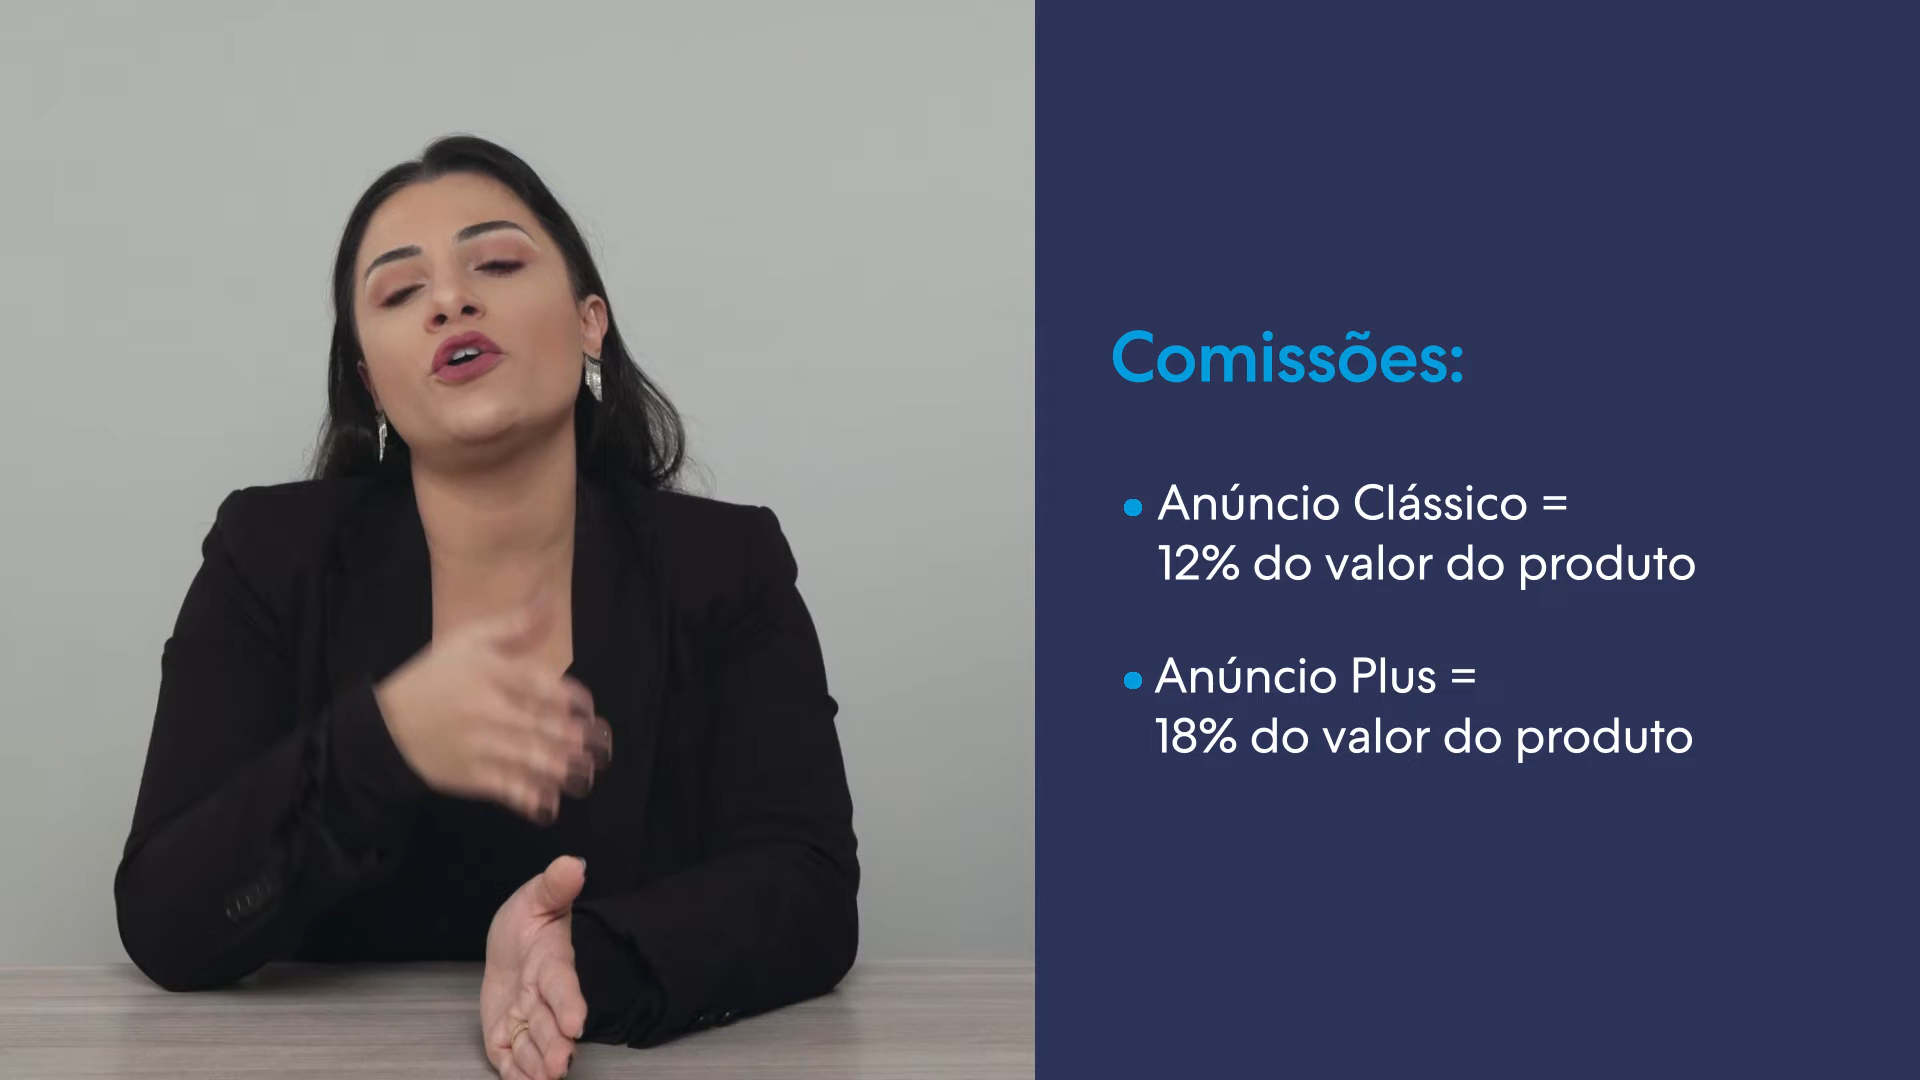 Comissões:
Anúncio Clássico =
12% do valor do produto
Anúncio Plus =
18% do valor do produto